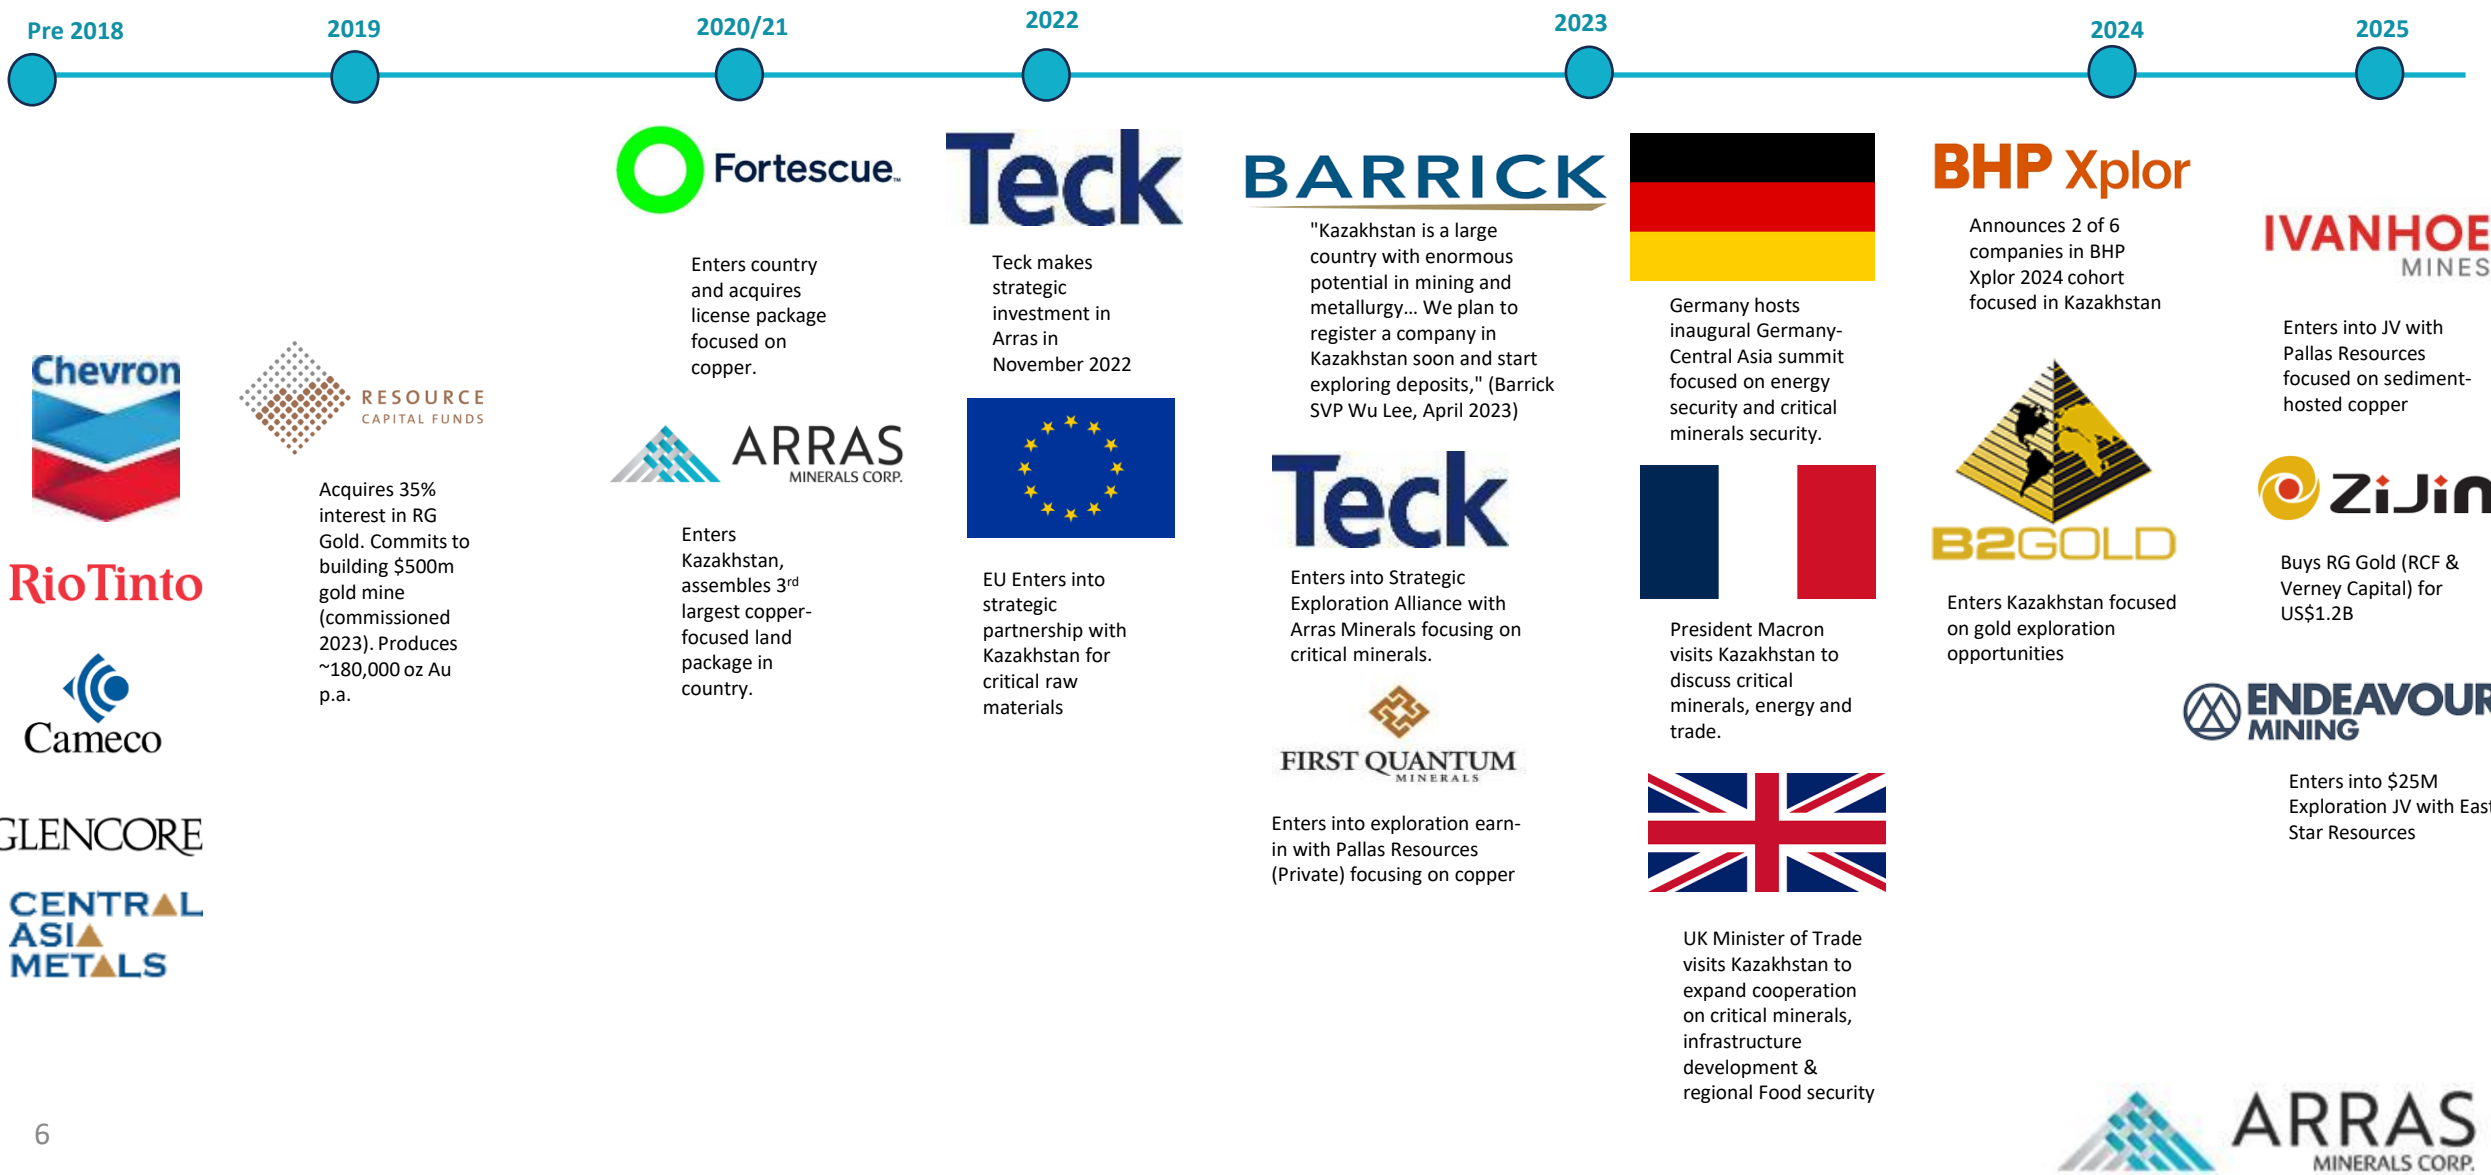 Pre 2018
2019
2020/21
2022
2023
2024
2025
Chevron
RioTinto
Cameco
GLENCORE
CENTRAL
ASIA
METALS
RESOURCE
CAPITAL FUNDS
Acquires 35%
interest in RG
Gold. Commits to
building $500m
gold mine
(commissioned
2023). Produces
~180,000 oz Au
p.a.
Fortescue™
Enters country
and acquires
license package
focused on
copper.
ARRAS
MINERALS CORP.
Enters
Kazakhstan,
assembles 3rd
largest copper-
focused land
package in
country.
Teck
Teck makes
strategic
investment in
Arras in
November 2022
EU Enters into
strategic
partnership with
Kazakhstan for
critical raw
materials
BARRICK
"Kazakhstan is a large
country with enormous
potential in mining and
metallurgy... We plan to
register a company in
Kazakhstan soon and start
exploring deposits," (Barrick
SVP Wu Lee, April 2023)
Teck
Enters into Strategic
Exploration Alliance with
Arras Minerals focusing on
critical minerals.
FIRST QUANTUM
MINERALS
Enters into exploration earn-
in with Pallas Resources
(Private) focusing on copper
Germany hosts
inaugural Germany-
Central Asia summit
focused on energy
security and critical
minerals security.
President Macron
visits Kazakhstan to
discuss critical
minerals, energy and
trade.
UK Minister of Trade
visits Kazakhstan to
expand cooperation
on critical minerals,
infrastructure
development &
regional Food security
BHP Xplor
Announces 2 of 6
companies in BHP
Xplor 2024 cohort
focused in Kazakhstan
B2GOLD
Enters Kazakhstan focused
on gold exploration
opportunities
IVANHOE
MINES
Enters into JV with
Pallas Resources
focused on sediment-
hosted copper
ZiJin
Buys RG Gold (RCF &
Verney Capital) for
US$1.2B
ENDEAVOUR
MINING
Enters into $25M
Exploration JV with East
Star Resources
6
ARRAS
MINERALS CORP.